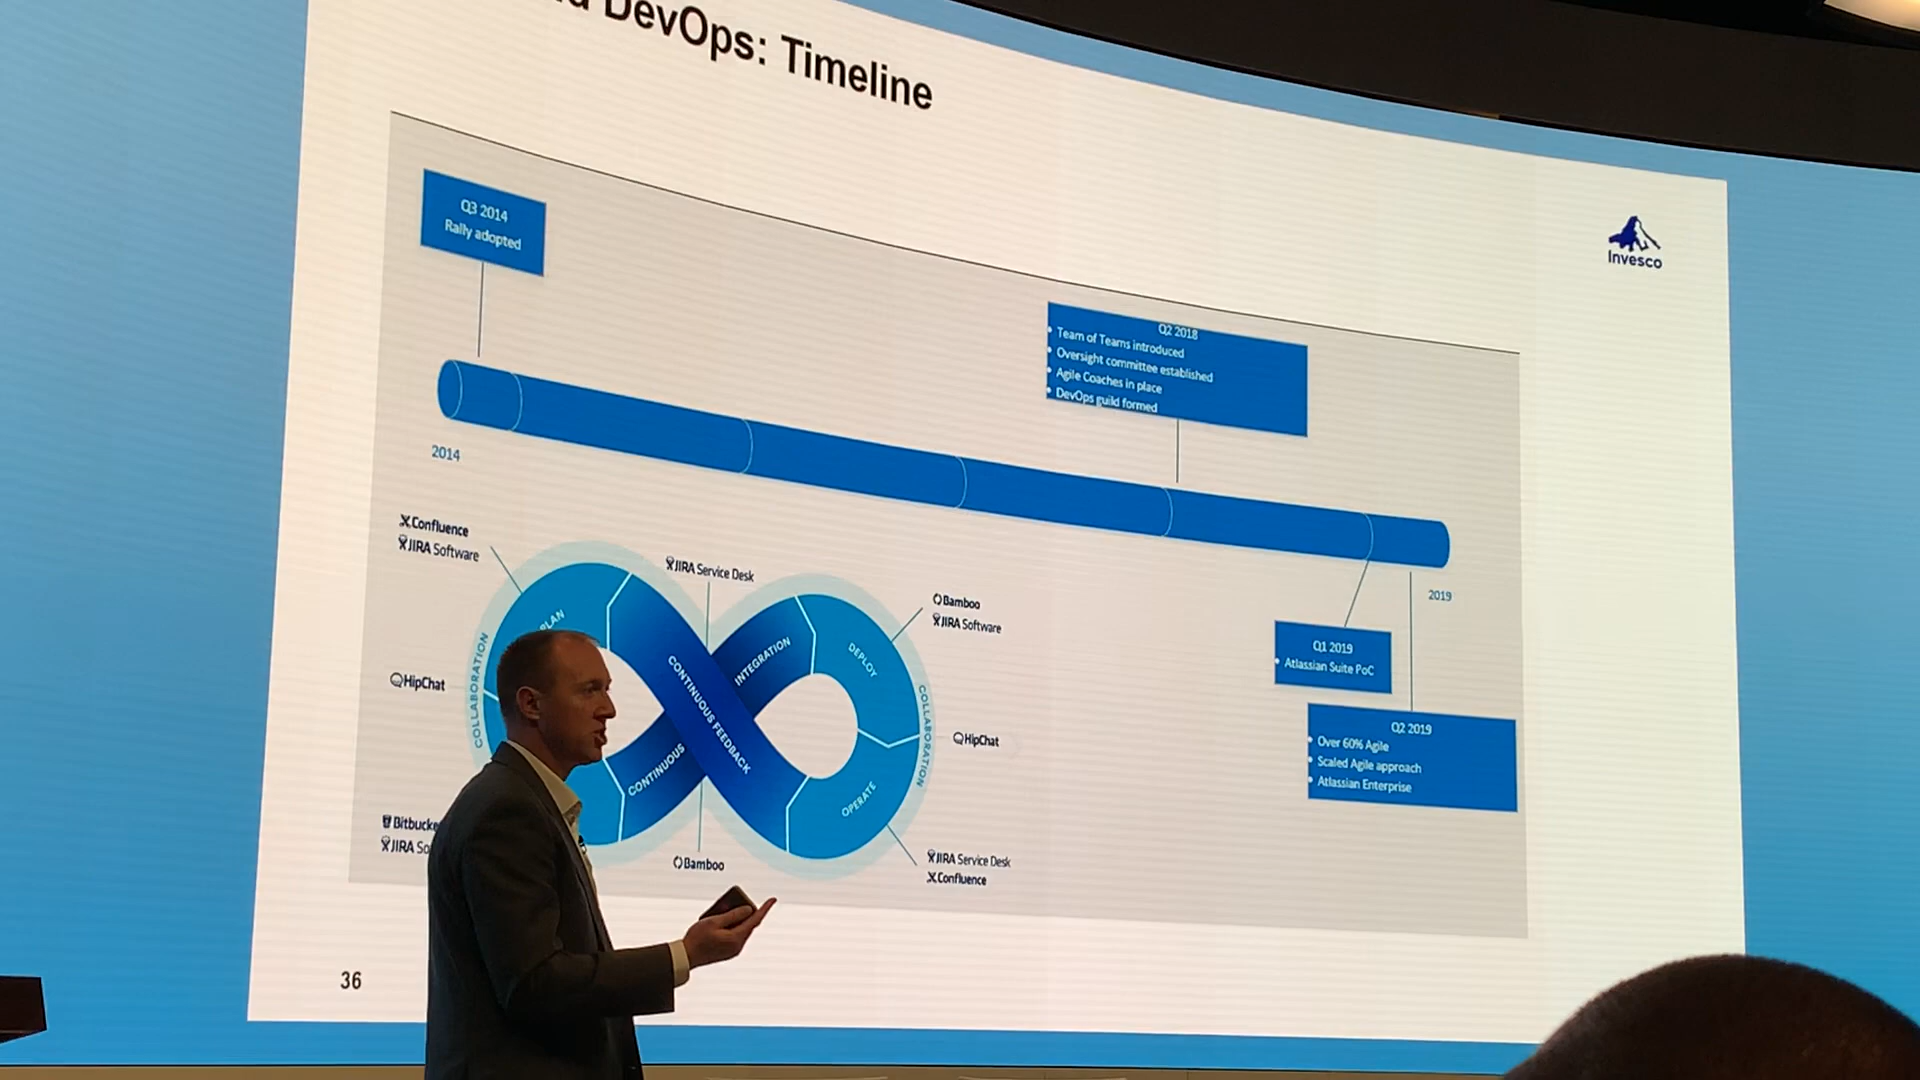 DevOps: Timeline
Invesco
Q3 2014
Rally adopted
Q2 2018
• Team of Teams introduced
• Oversight committee established
• Agile Coaches in place
• DevOps guild formed
2014
2019
Q1 2019
• Atlassian Suite PoC
Q2 2019
• Over 60% Agile
• Scaled Agile approach
• Atlassian Enterprise
Confluence
JIRA Software
JIRA Service Desk
Bamboo
JIRA Software
PLAN
COLLABORATION
HipChat
CONTINUOUS FEEDBACK
CONTINUOUS
INTEGRATION
DEPLOY
COLLABORATION
HipChat
OPERATE
Bitbucke
JIRA So
Bamboo
JIRA Service Desk
Confluence
36